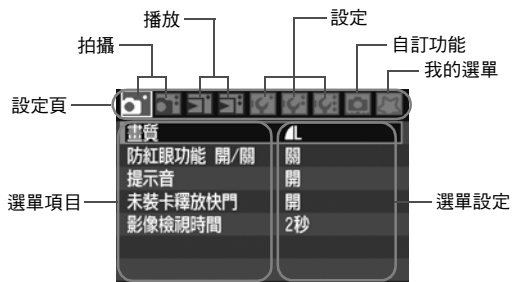 播放
設定
拍攝
自訂功能
我的選單
設定頁
畫質 L
防紅眼功能 開/關 關
提示音 開
未裝卡釋放快門 開
影像檢視時間 2秒
選單項目
選單設定